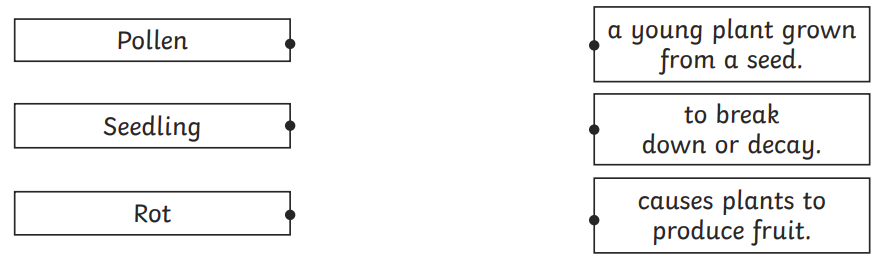 Pollen
a young plant grown
from a seed.
Seedling
to break
down or decay.
Rot
causes plants to
produce fruit.